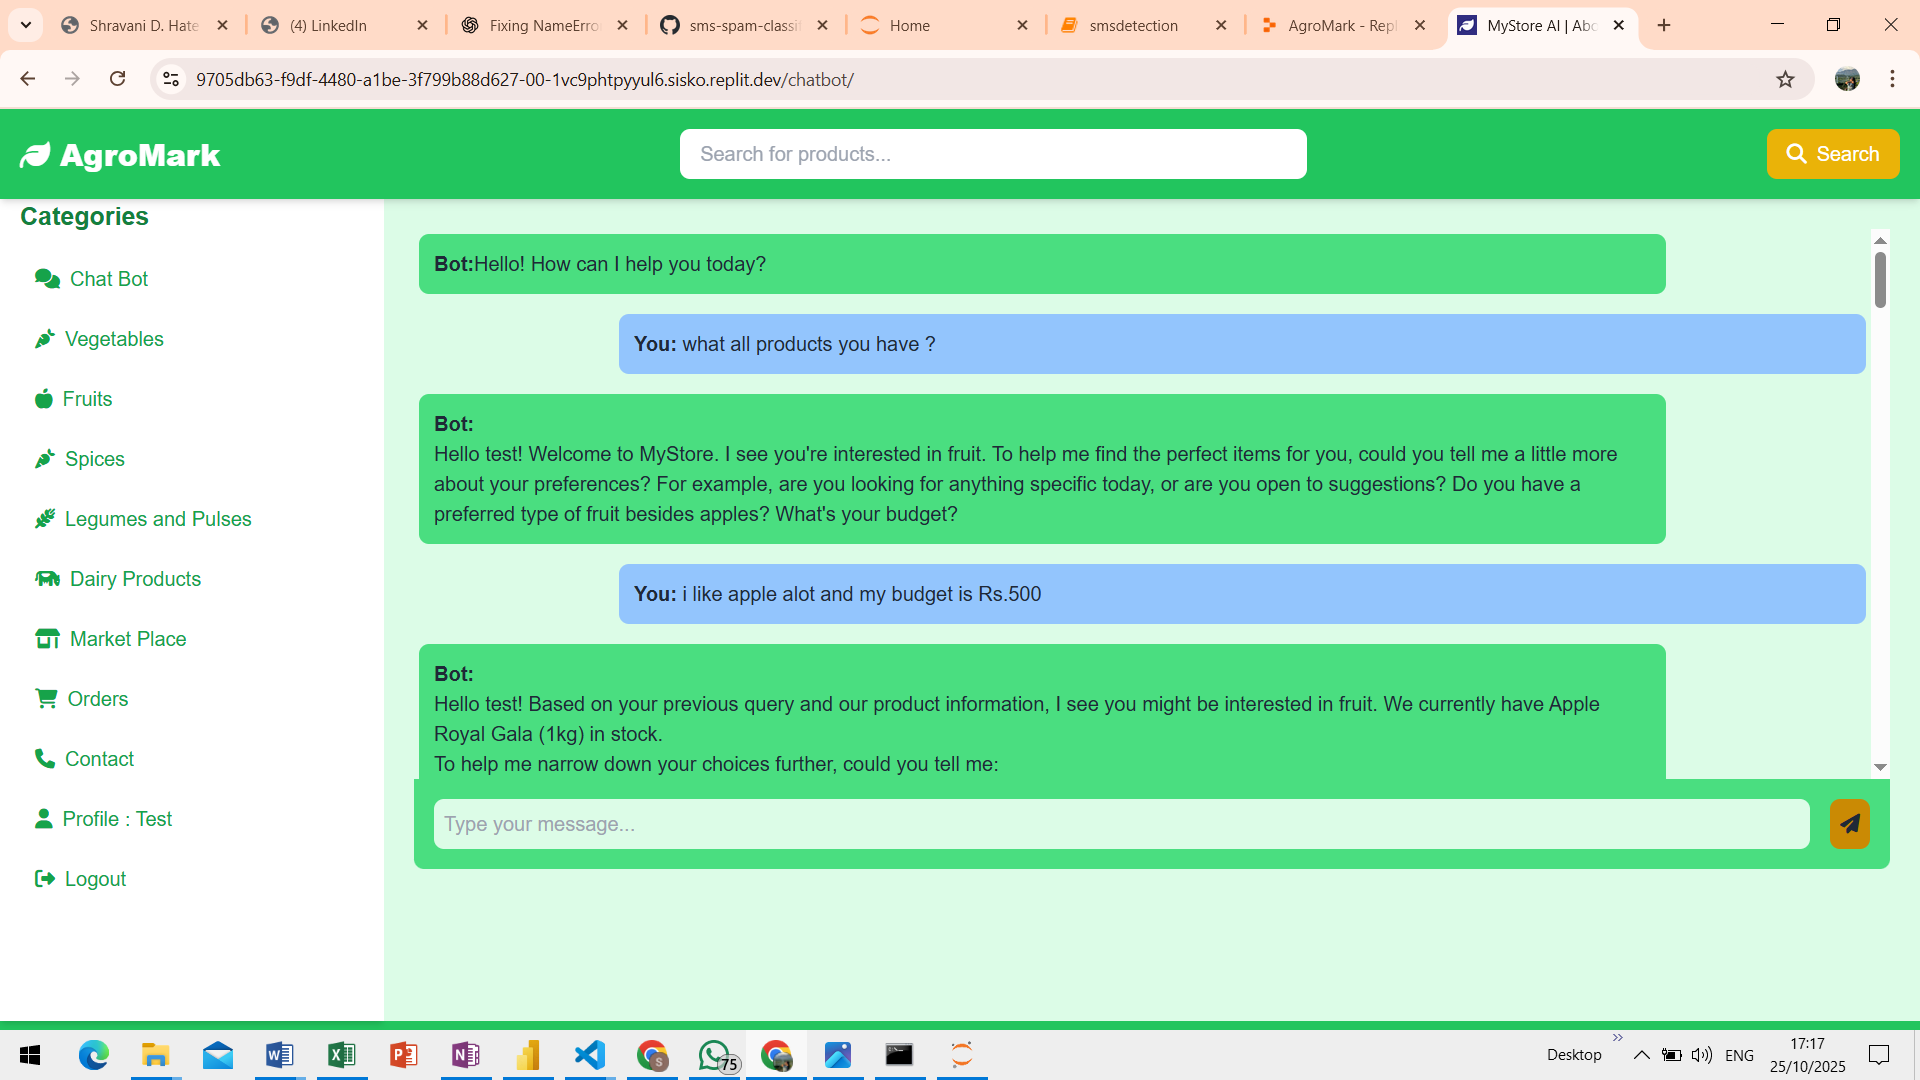 Shravani D. Hate
(4) LinkedIn
Fixing NameErro
sms-spam-classif
Home
smsdetection
AgroMark - Repl
MyStore AI | Abo
9705db63-f9df-4480-a1be-3f799b88d627-00-1vc9phtpyyul6.sisko.replit.dev/chatbot/
AgroMark
Search for products...
Search
Categories
Chat Bot
Vegetables
Fruits
Spices
Legumes and Pulses
Dairy Products
Market Place
Orders
Contact
Profile : Test
Logout
Bot:Hello! How can I help you today?
You: what all products you have ?
Bot:
Hello test! Welcome to MyStore. I see you're interested in fruit. To help me find the perfect items for you, could you tell me a little more
about your preferences? For example, are you looking for anything specific today, or are you open to suggestions? Do you have a
preferred type of fruit besides apples? What's your budget?
You: i like apple alot and my budget is Rs.500
Bot:
Hello test! Based on your previous query and our product information, I see you might be interested in fruit. We currently have Apple
Royal Gala (1kg) in stock.
To help me narrow down your choices further, could you tell me:
Type your message...
75
Desktop
ENG
17:17
25/10/2025